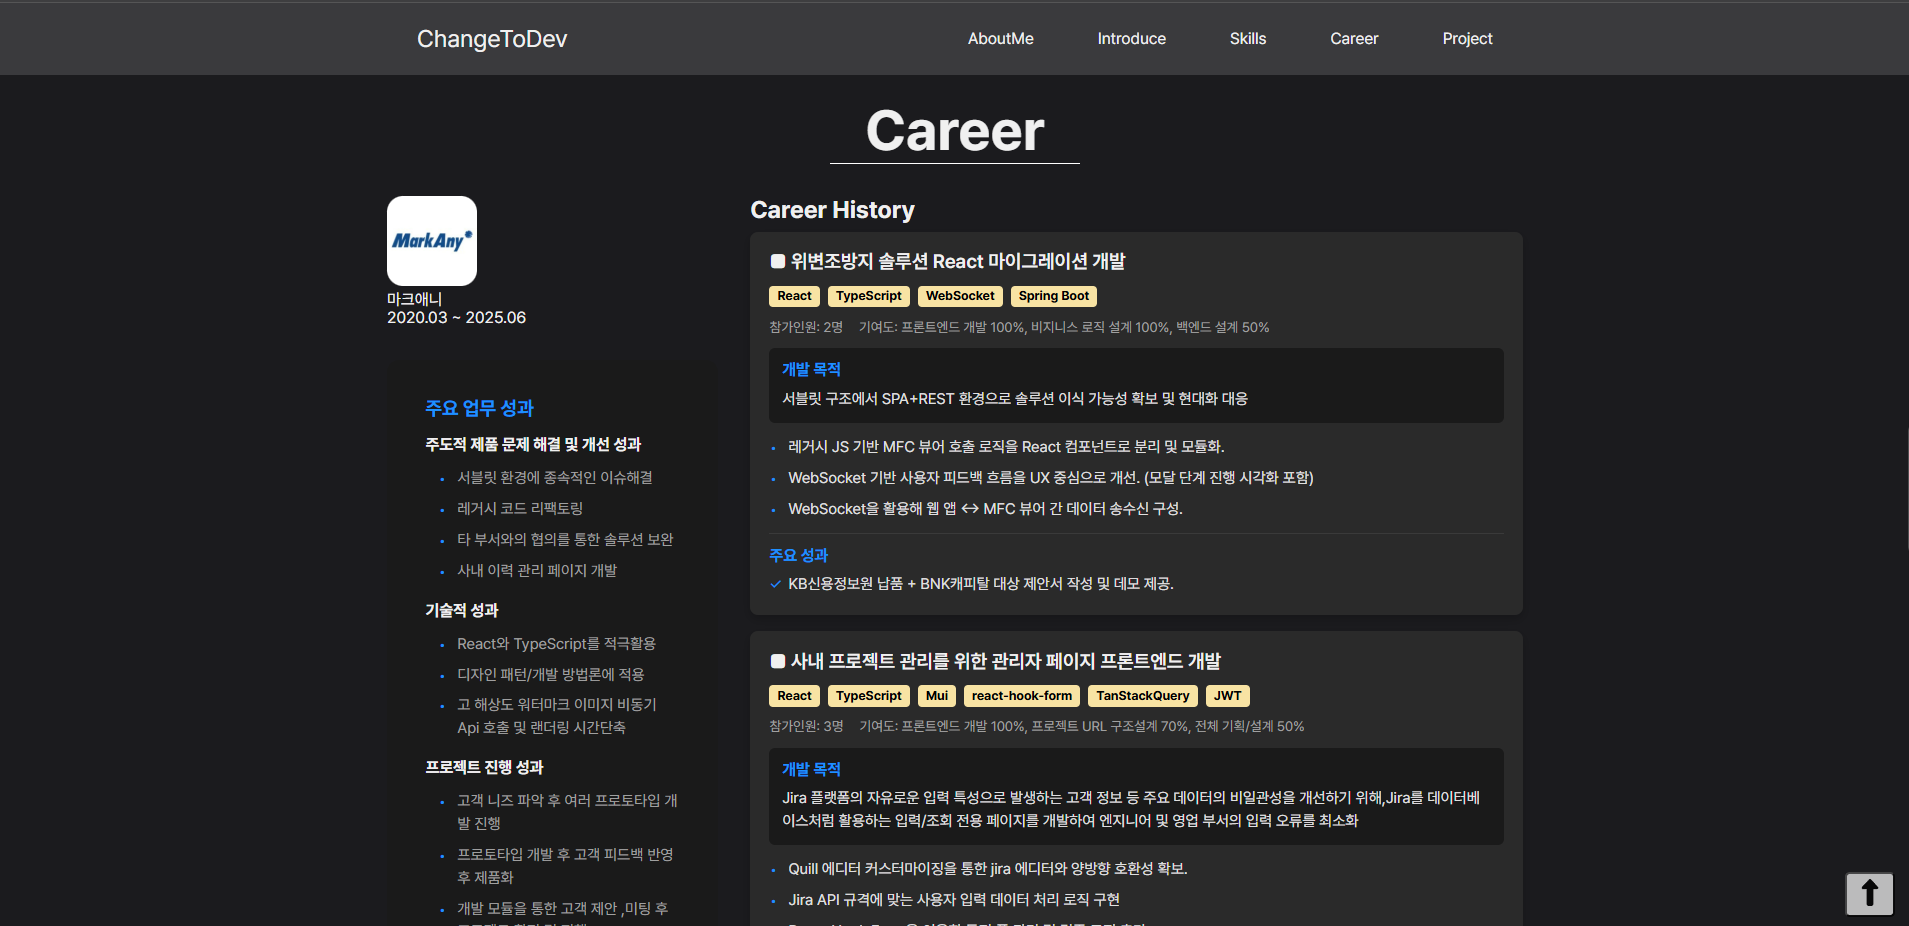 ChangeToDev
AboutMe
Introduce
Skills
Career
Project
Career
MarkAny
마크애니
2020.03 ~ 2025.06
주요 업무 성과
주도적 제품 문제 해결 및 개선 성과
서블릿 환경에 종속적인 이슈해결
레거시 코드 리팩토링
타 부서와의 협의를 통한 솔루션 보완
사내 이력 관리 페이지 개발
기술적 성과
React와 TypeScript를 적극활용
디자인 패턴/개발 방법론에 적용
고 해상도 워터마크 이미지 비동기
Api 호출 및 랜더링 시간단축
프로젝트 진행 성과
고객 니즈 파악 후 여러 프로토타입 개
발 진행
프로토타입 개발 후 고객 피드백 반영
후 제품화
개발 모듈을 통한 고객 제안 ,미팅 후
Career History
위변조방지 솔루션 React 마이그레이션 개발
React TypeScript WebSocket Spring Boot
참가인원: 2명 기여도: 프론트엔드 개발 100%, 비지니스 로직 설계 100%, 백엔드 설계 50%
개발 목적
서블릿 구조에서 SPA+REST 환경으로 솔루션 이식 가능성 확보 및 현대화 대응
레거시 JS 기반 MFC 뷰어 호출 로직을 React 컴포넌트로 분리 및 모듈화.
WebSocket 기반 사용자 피드백 흐름을 UX 중심으로 개선. (모달 단계 진행 시각화 포함)
WebSocket을 활용해 웹 앱 ↔ MFC 뷰어 간 데이터 송수신 구성.
주요 성과
✓ KB신용정보원 납품 + BNK캐피탈 대상 제안서 작성 및 데모 제공.
사내 프로젝트 관리를 위한 관리자 페이지 프론트엔드 개발
React TypeScript Mui react-hook-form TanStackQuery JWT
참가인원: 3명 기여도: 프론트엔드 개발 100%, 프로젝트 URL 구조설계 70%, 전체 기획/설계 50%
개발 목적
Jira 플랫폼의 자유로운 입력 특성으로 발생하는 고객 정보 등 주요 데이터의 비일관성을 개선하기 위해,Jira를 데이터베
이스처럼 활용하는 입력/조회 전용 페이지를 개발하여 엔지니어 및 영업 부서의 입력 오류를 최소화
Quill 에디터 커스터마이징을 통한 jira 에디터와 양방향 호환성 확보.
Jira API 규격에 맞는 사용자 입력 데이터 처리 로직 구현